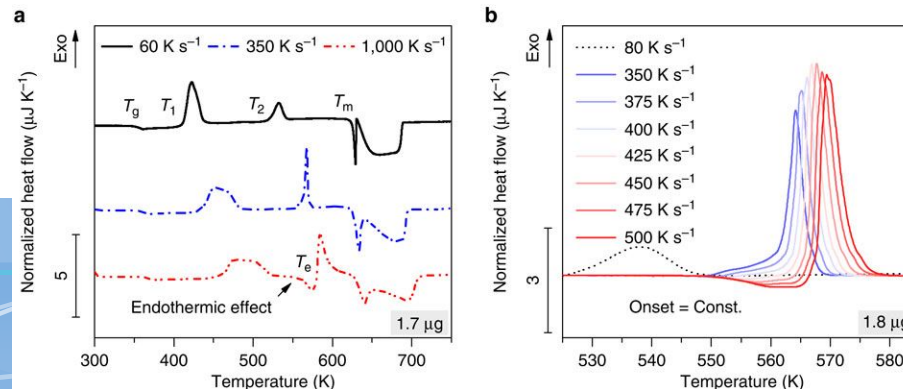 a
Exo
Normalized heat flow (µJ K⁻¹)
60 K s⁻¹ 350 K s⁻¹ 1,000 K s⁻¹
Tg T1 T2 Tm
Te
Endothermic effect
5
1.7 µg
300 400 500 600 700
Temperature (K)
b
Exo
Normalized heat flow (µJ K⁻¹)
80 K s⁻¹
350 K s⁻¹
375 K s⁻¹
400 K s⁻¹
425 K s⁻¹
450 K s⁻¹
475 K s⁻¹
500 K s⁻¹
3
Onset = Const.
1.8 µg
530 540 550 560 570 580
Temperature (K)